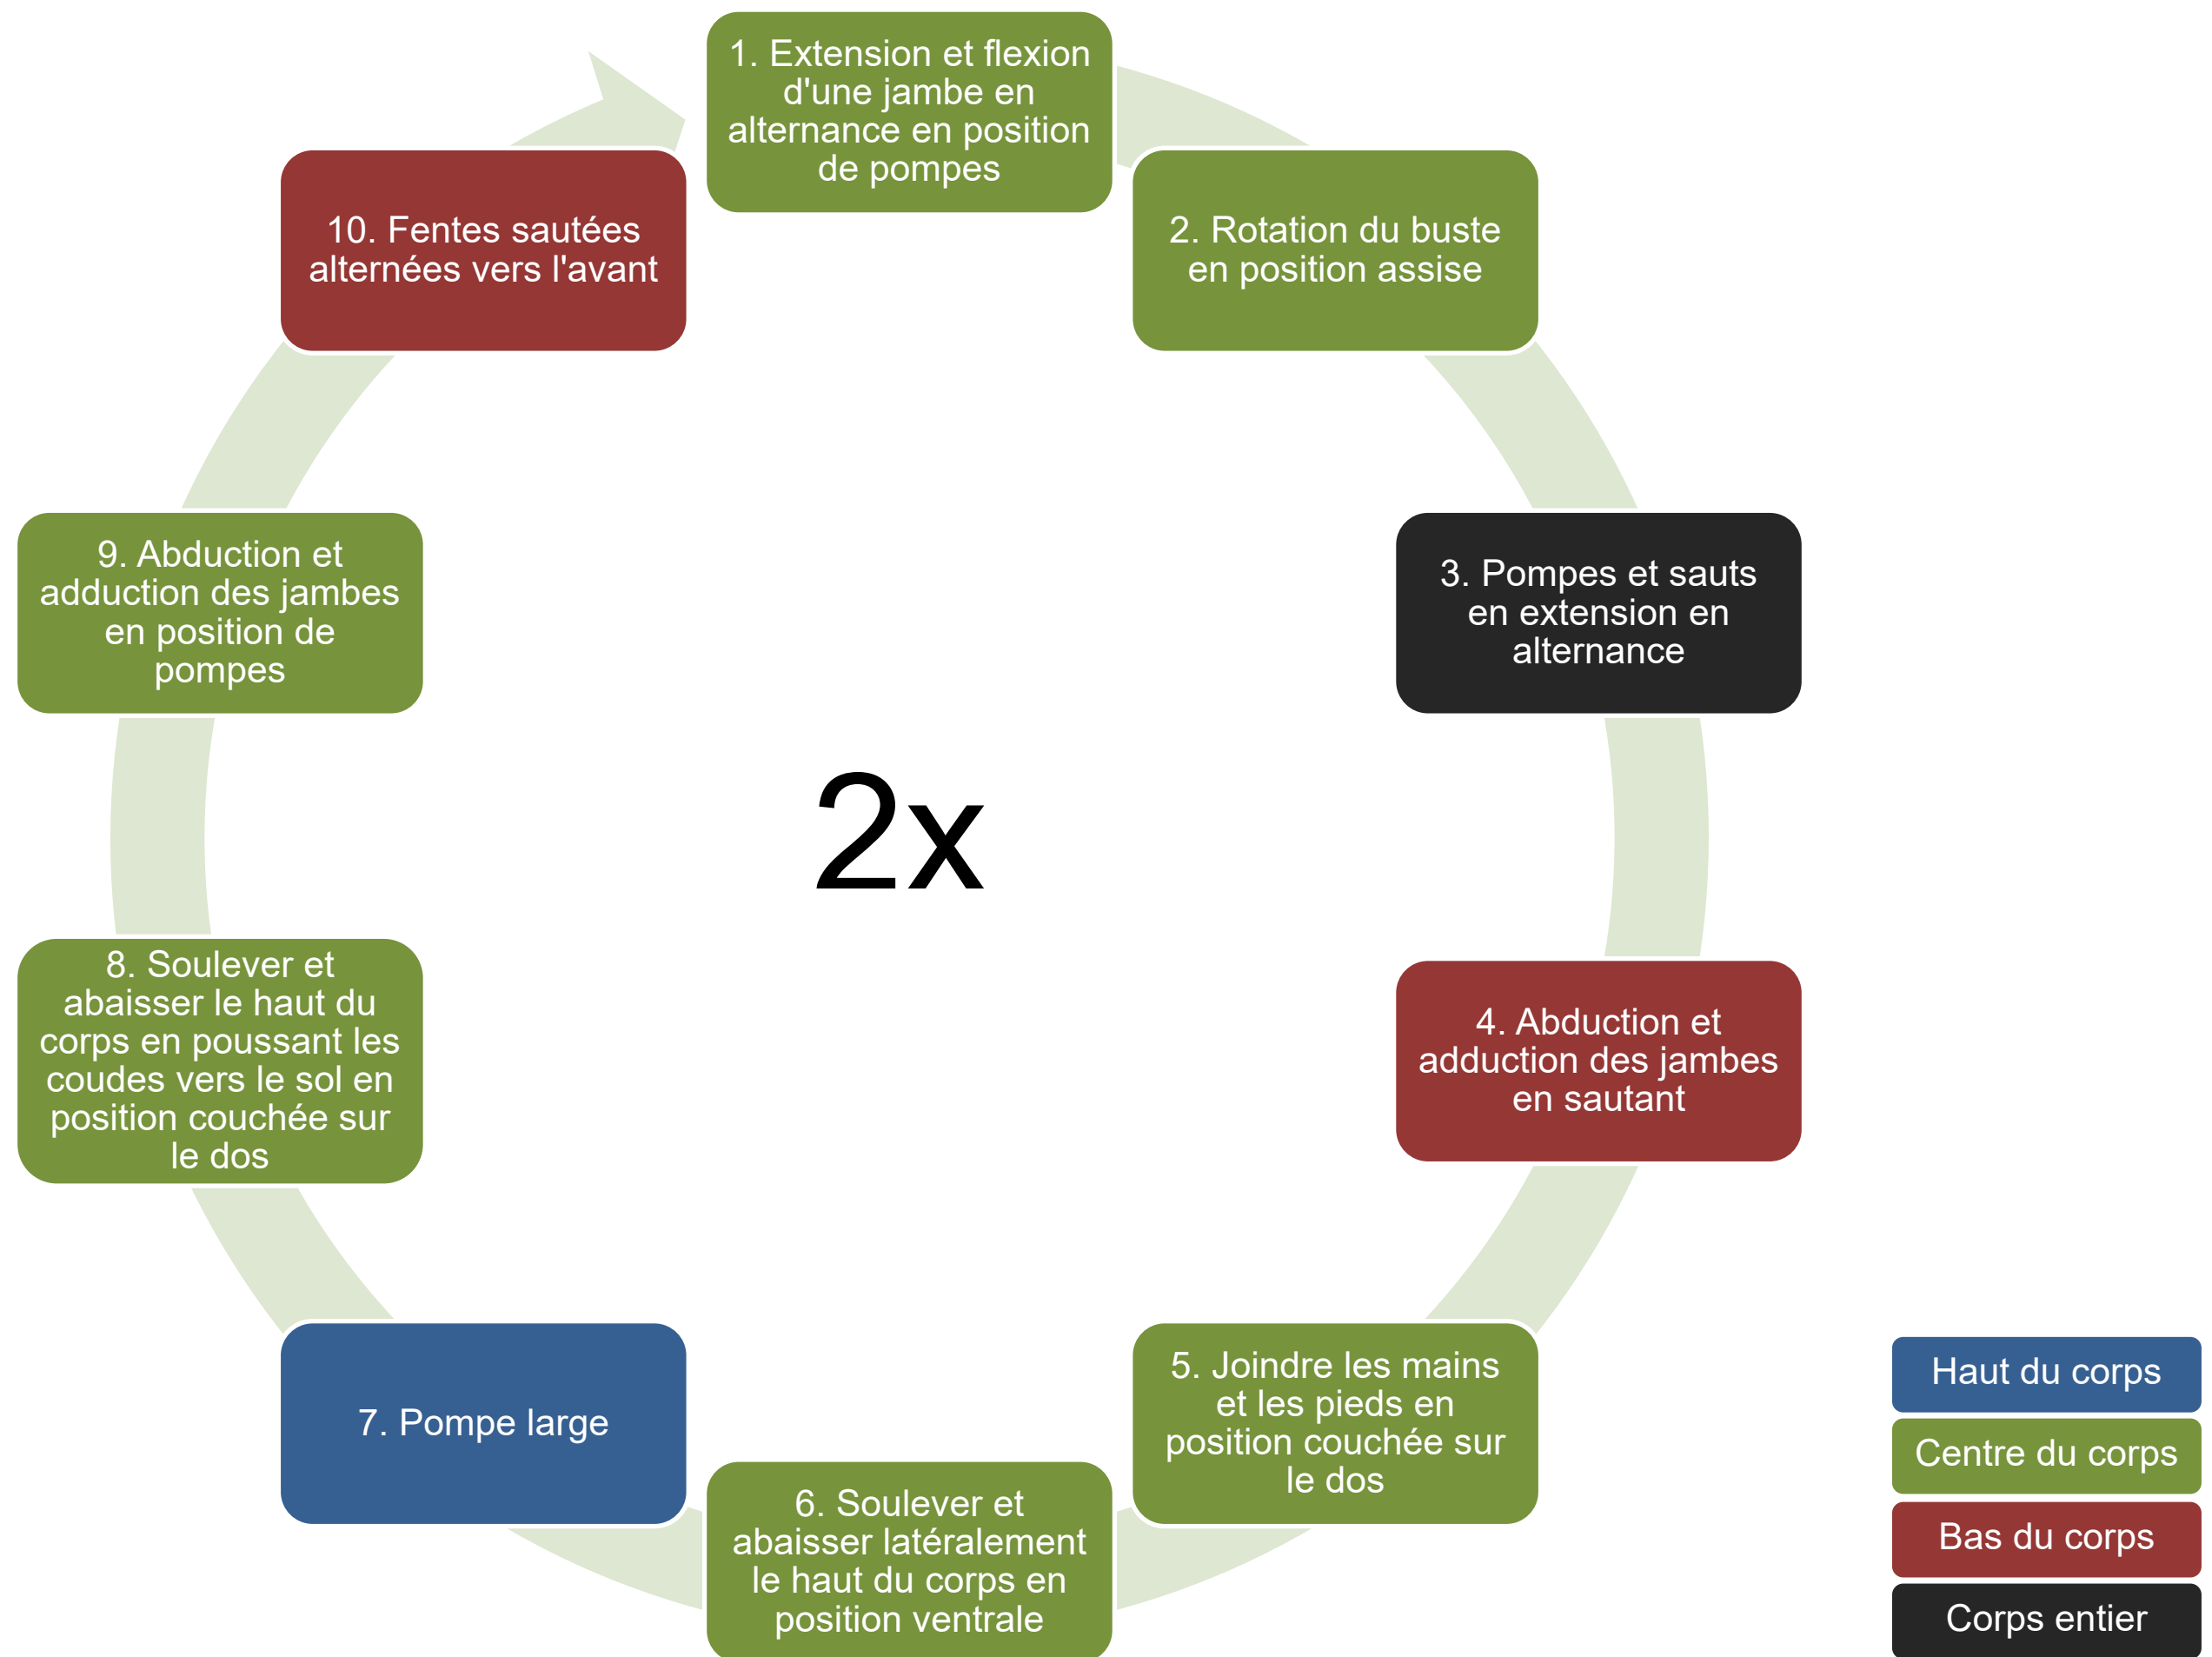 1. Extension et flexion
d'une jambe en
alternance en position
de pompes
2. Rotation du buste
en position assise
3. Pompes et sauts
en extension en
alternance
4. Abduction et
adduction des jambes
en sautant
5. Joindre les mains
et les pieds en
position couchée sur
le dos
6. Soulever et
abaisser latéralement
le haut du corps en
position ventrale
7. Pompe large
8. Soulever et
abaisser le haut du
corps en poussant les
coudes vers le sol en
position couchée sur
le dos
9. Abduction et
adduction des jambes
en position de
pompes
10. Fentes sautées
alternées vers l'avant
2x
Haut du corps
Centre du corps
Bas du corps
Corps entier